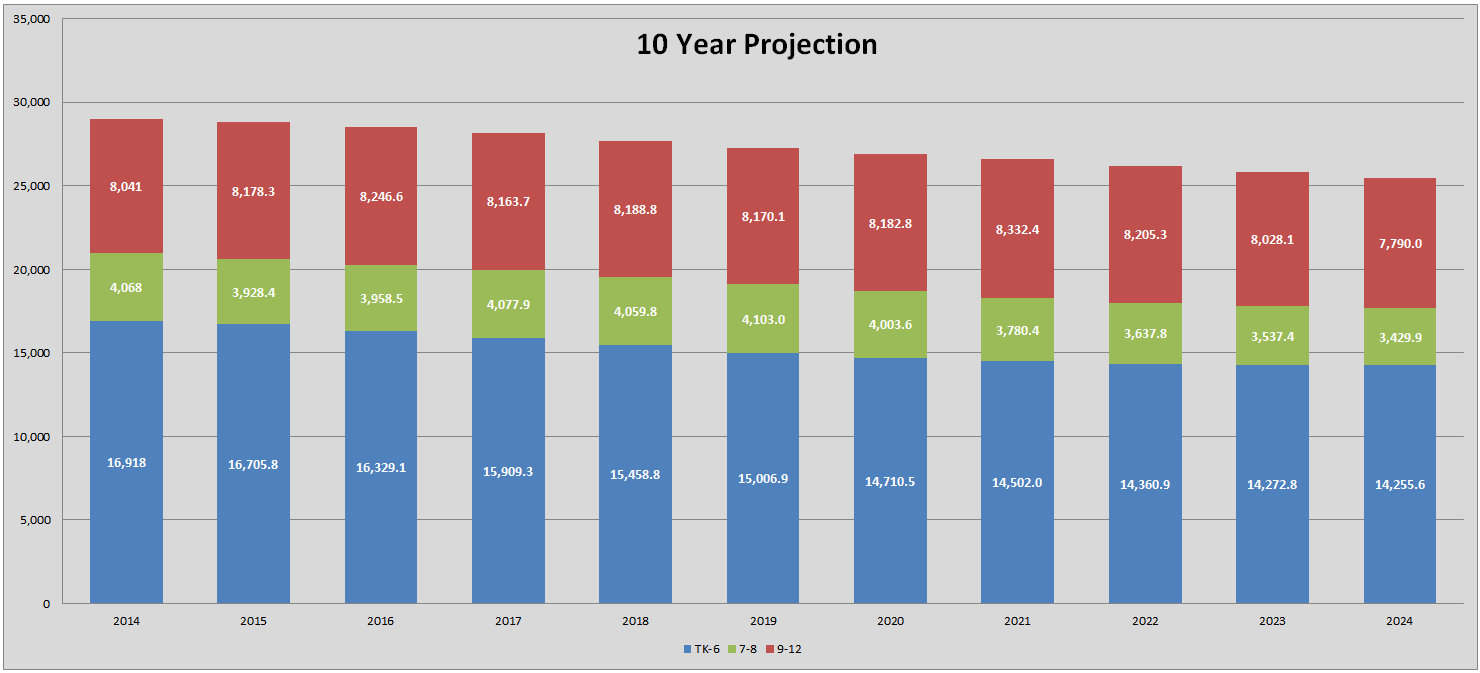 10 Year Projection
35,000
30,000
25,000
20,000
15,000
10,000
5,000
0
8,041 8,178.3 8,246.6 8,163.7 8,188.8 8,170.1 8,182.8 8,332.4 8,205.3 8,028.1 7,790.0
4,068 3,928.4 3,958.5 4,077.9 4,059.8 4,103.0 4,003.6 3,780.4 3,637.8 3,537.4 3,429.9
16,918 16,705.8 16,329.1 15,909.3 15,458.8 15,006.9 14,710.5 14,502.0 14,360.9 14,272.8 14,255.6
2014 2015 2016 2017 2018 2019 2020 2021 2022 2023 2024
TK-6 7-8 9-12